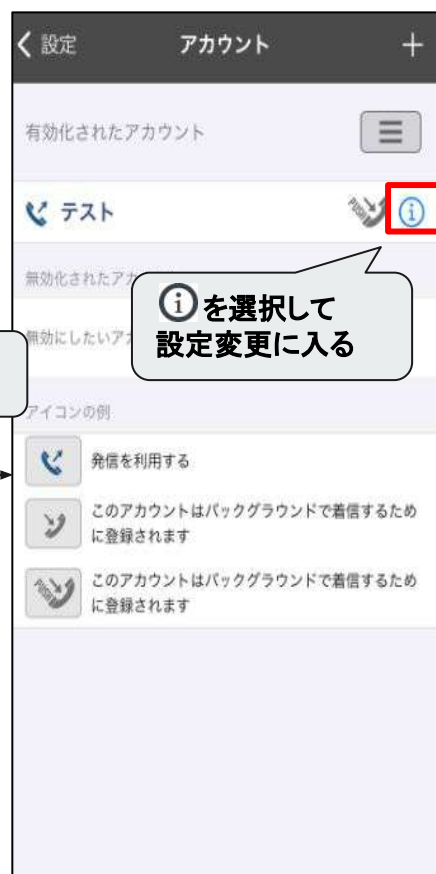 設定
アカウント
有効化されたアカウント
テスト
PUSH
無効化されたア
ⓘを選択して
設定変更に入る
無効にしたいア
アイコンの例
発信を利用する
このアカウントはバックグラウンドで着信するため
に登録されます
PUSH
このアカウントはバックグラウンドで着信するため
に登録されます